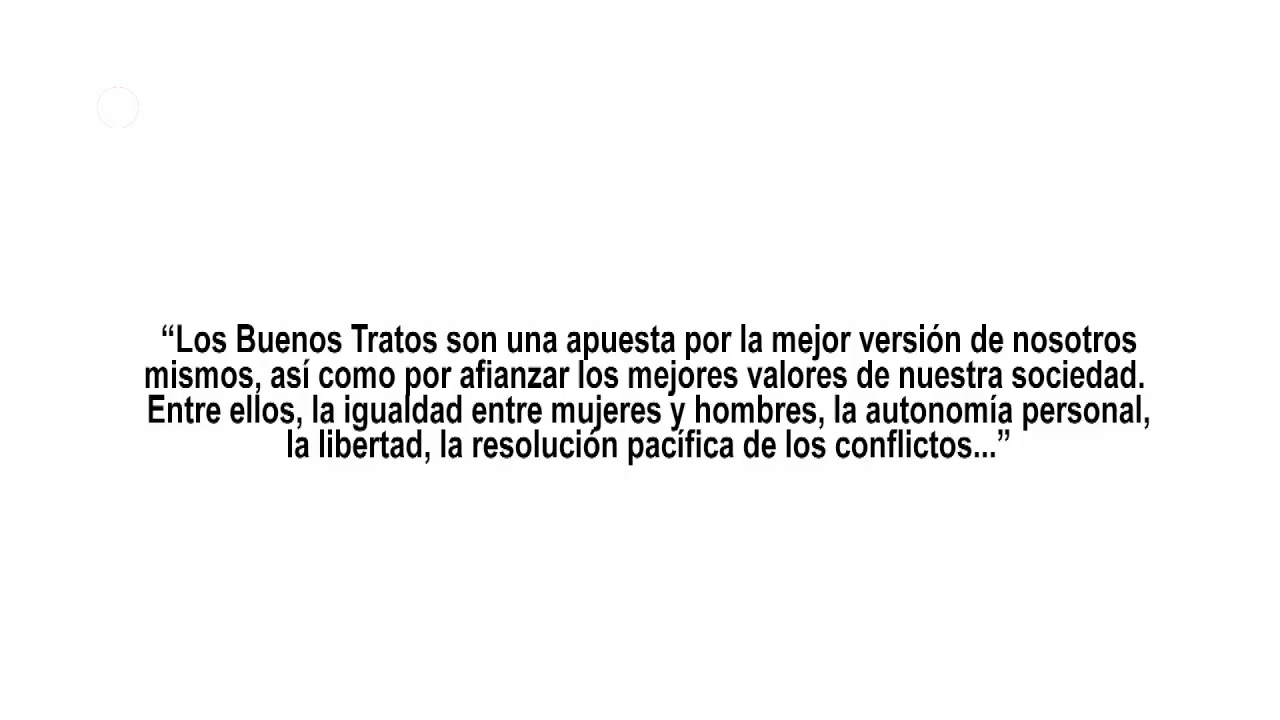 “Los Buenos Tratos son una apuesta por la mejor versión de nosotros
mismos, así como por afianzar los mejores valores de nuestra sociedad.
Entre ellos, la igualdad entre mujeres y hombres, la autonomía personal,
la libertad, la resolución pacífica de los conflictos...”